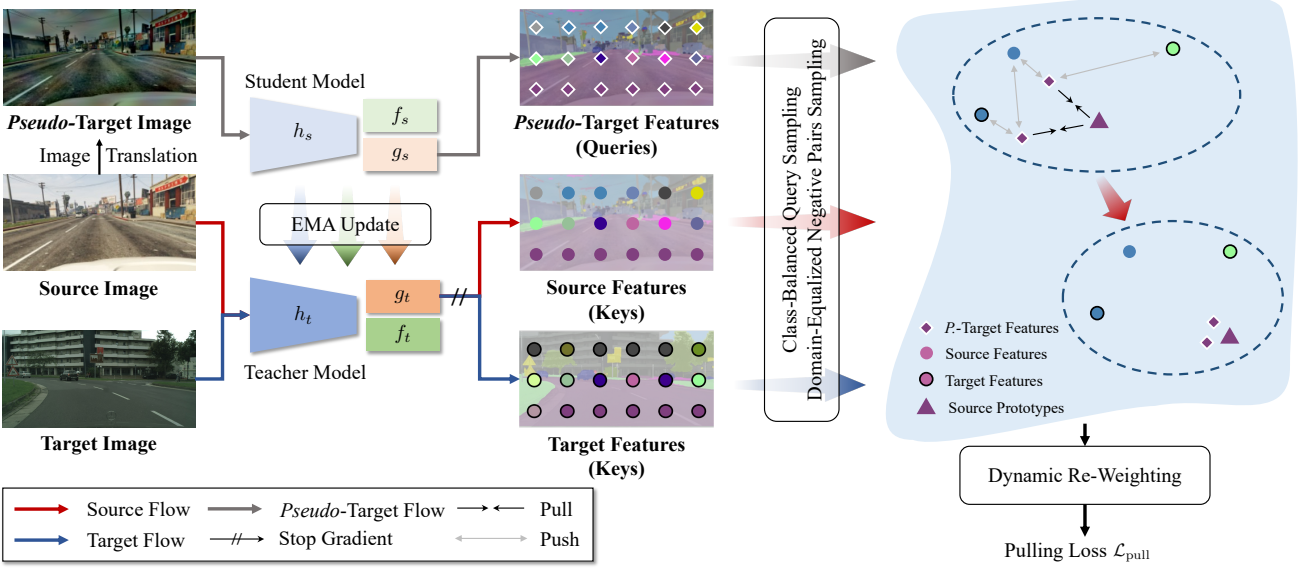 Pseudo-Target Image
Image Translation
Source Image
Target Image
Student Model
h_s
f_s
g_s
EMA Update
h_t
g_t
f_t
Teacher Model
Pseudo-Target Features
(Queries)
Source Features
(Keys)
Target Features
(Keys)
Class-Balanced Query Sampling
Domain-Equalized Negative Pairs Sampling
P.-Target Features
Source Features
Target Features
Source Prototypes
Dynamic Re-Weighting
Pulling Loss ℒ_pull
Source Flow
Pseudo-Target Flow
Pull
Target Flow
Stop Gradient
Push